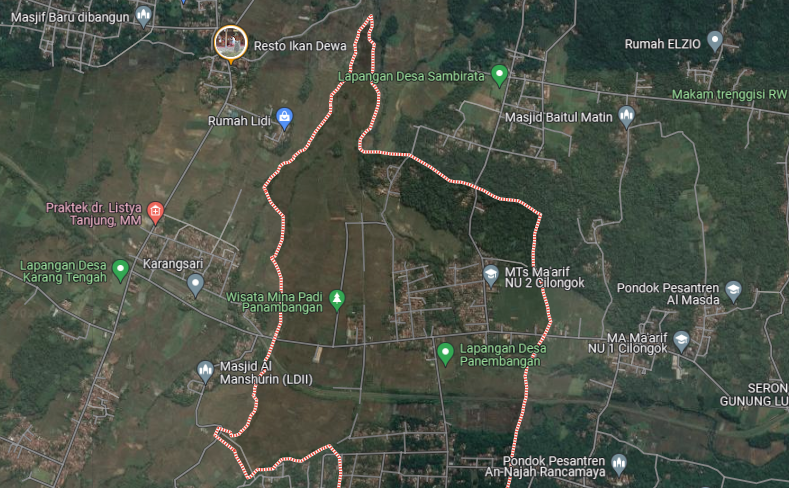 Masjid Baru dibangun
Resto Ikan Dewa
Rumah ELZIO
Lapangan Desa Sambirata
Makam trenggisi RW
Rumah Lidi
Masjid Baitul Matin
Praktek dr. Listya
Tanjung, MM
Lapangan Desa
Karang Tengah
Karangsari
MTs Ma'arif
NU 2 Cilongok
Pondok Pesantren
Al Masda
Wisata Mina Padi
Panambangan
MA Ma'arif
NU 1 Cilongok
Lapangan Desa
Panembangan
Masjid Al
Manshurin (LDII)
SERON
GUNUNG LU
Pondok Pesantren
An-Najah Rancamaya